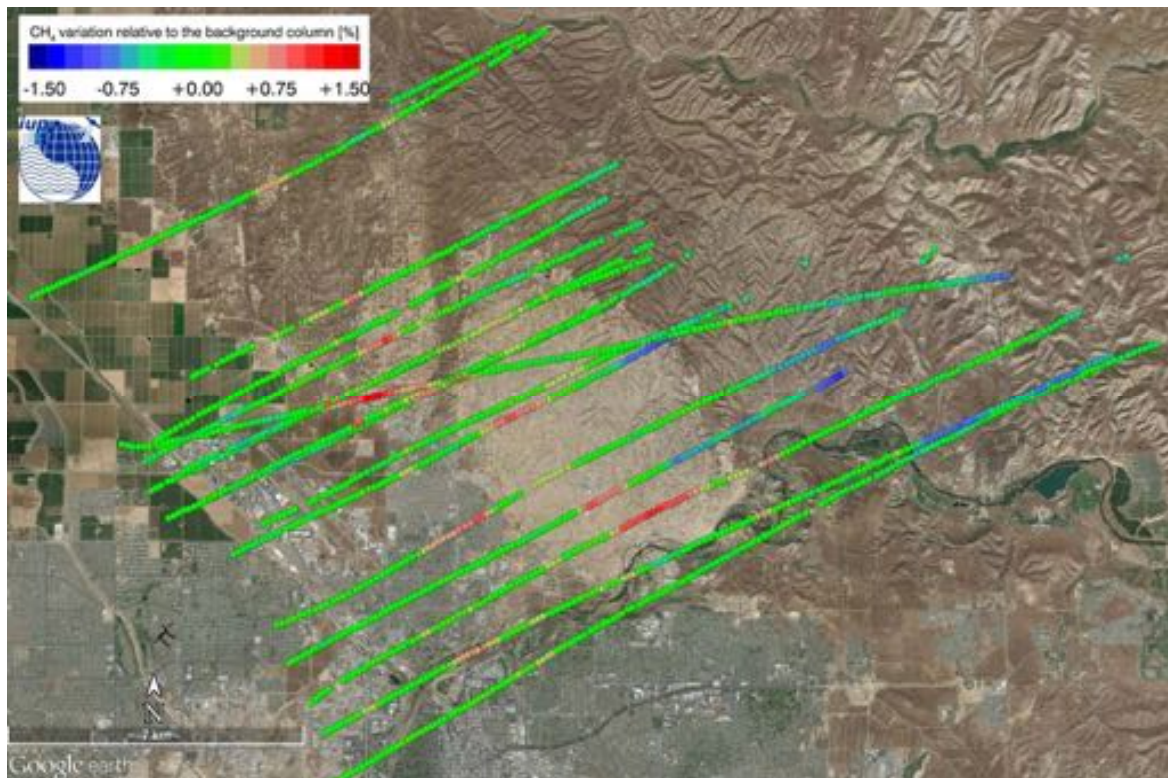 CH₄ variation relative to the background column [%]
-1.50 -0.75 +0.00 +0.75 +1.50
iup
N
Google earth